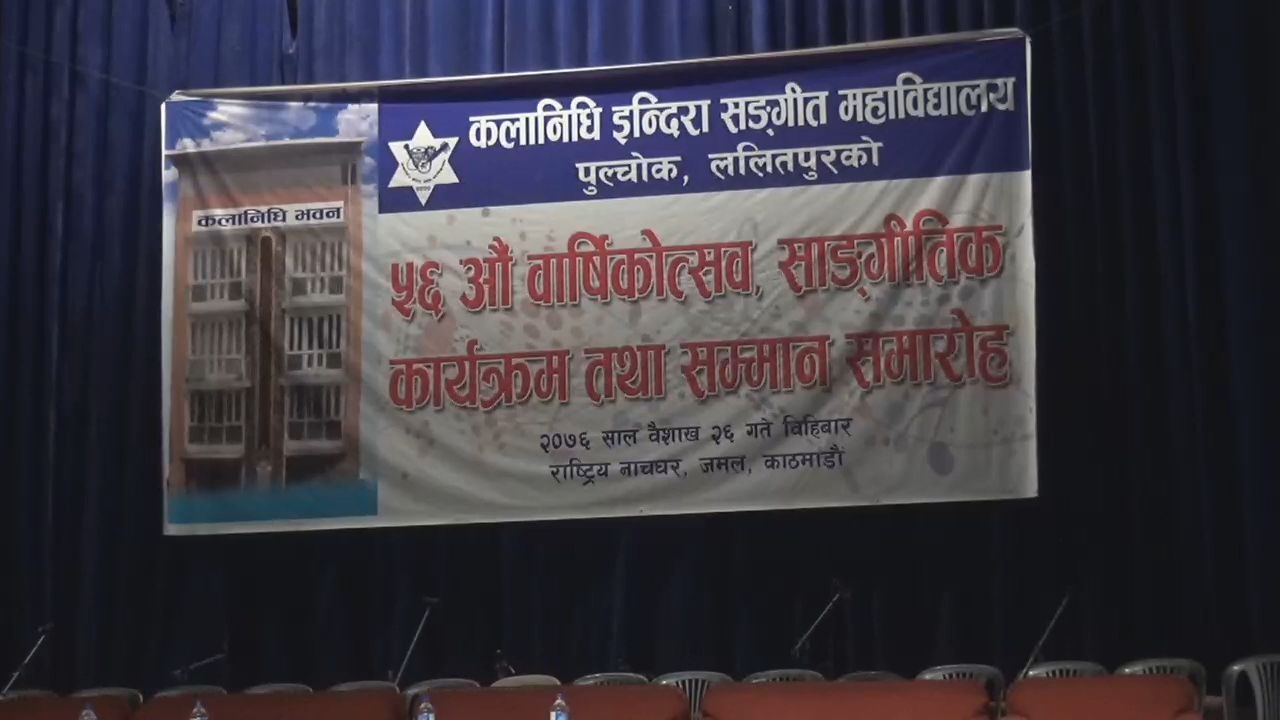 कलानिधि इन्दिरा सङ्गीत महाविद्यालय
पुल्चोक, ललितपुरको
कलानिधि भवन
५६ औं वार्षिकोत्सव, साङ्गीतिक
कार्यक्रम तथा सम्मान समारोह
२०७६ साल वैशाख २६ गते विहिबार
राष्ट्रिय नाचघर, जमल, काठमाडौं